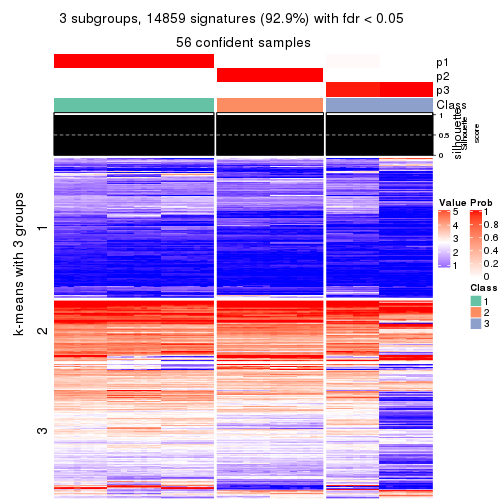 3 subgroups, 14859 signatures (92.9%) with fdr < 0.05
56 confident samples
p1
p2
p3
Class
silhouette
1
0.5
0
Silhouette
score
k-means with 3 groups
1
2
3
Value
5
4
3
2
1
Prob
1
0.8
0.6
0.4
0.2
0
Class
1
2
3